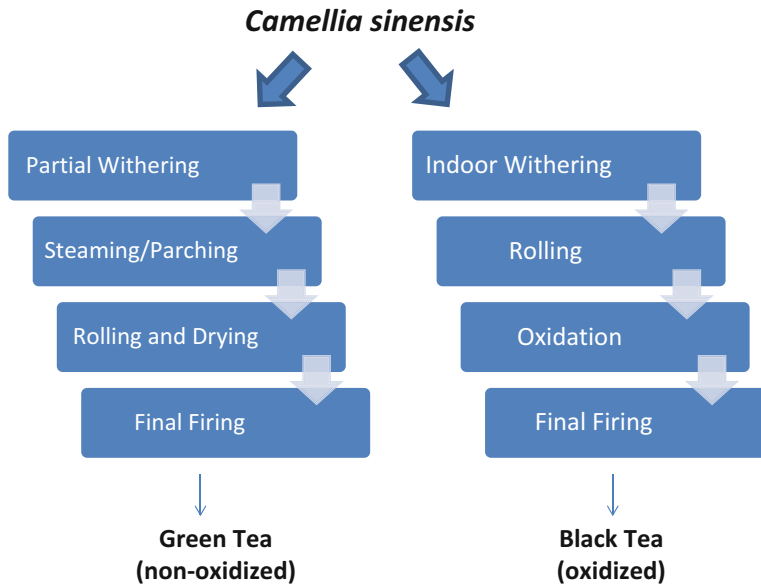 Camellia sinensis
Partial Withering
Steaming/Parching
Rolling and Drying
Final Firing
Green Tea
(non-oxidized)
Indoor Withering
Rolling
Oxidation
Final Firing
Black Tea
(oxidized)